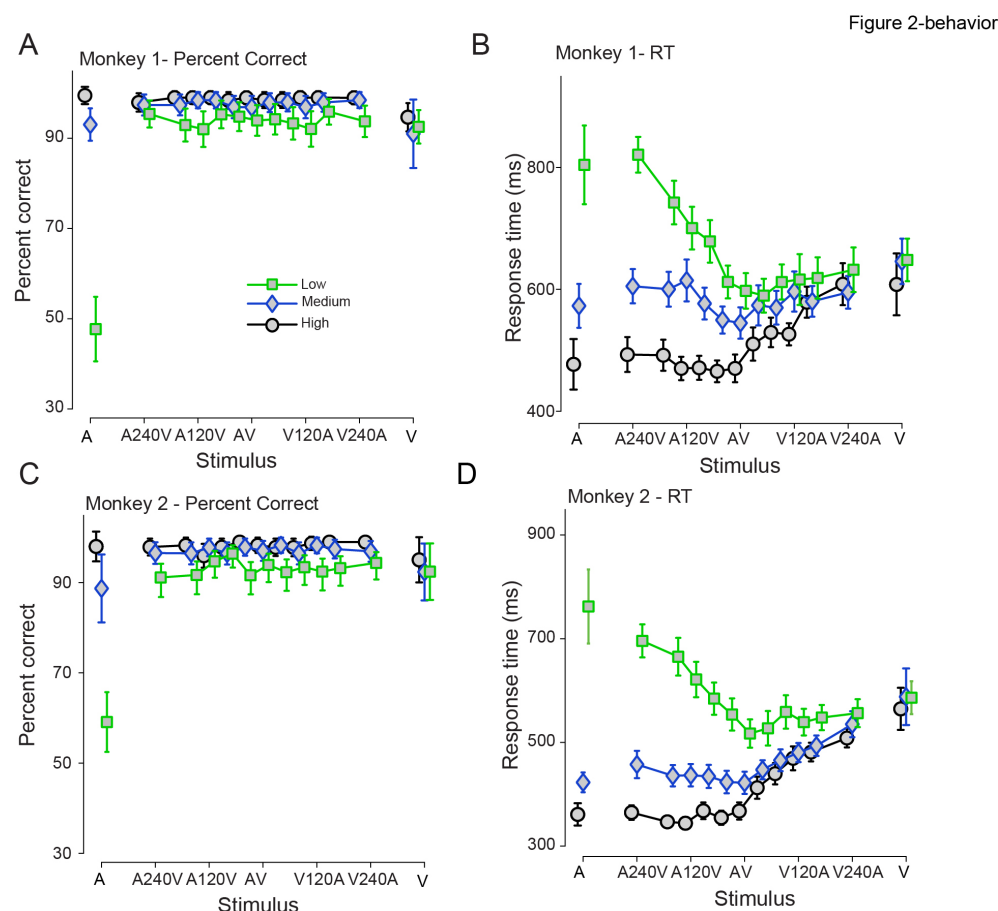 Figure 2-behavior
A
Monkey 1- Percent Correct
Percent correct
90
70
50
30
Low
Medium
High
A A240V A120V AV V120A V240A V
Stimulus
B
Monkey 1- RT
Response time (ms)
800
600
400
A A240V A120V AV V120A V240A V
Stimulus
C
Monkey 2 - Percent Correct
Percent correct
90
70
50
30
A A240V A120V AV V120A V240A V
Stimulus
D
Monkey 2 - RT
Response time (ms)
900
700
500
300
A A240V A120V AV V120A V240A V
Stimulus